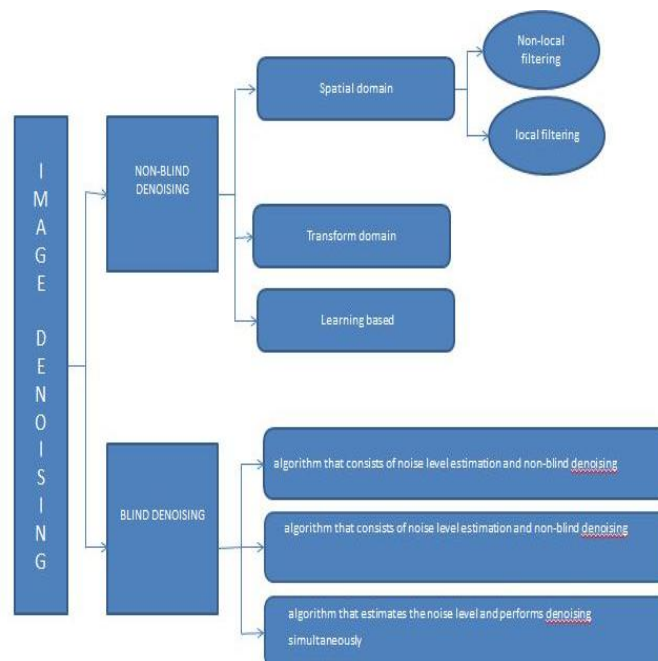 IMAGE DENOISING
NON-BLIND
DENOISING
Spatial domain
Non-local
filtering
local filtering
Transform domain
Learning based
BLIND DENOISING
algorithm that consists of noise level estimation and non-blind denoising
algorithm that consists of noise level estimation and non-blind denoising
algorithm that estimates the noise level and performs denoising
simultaneously